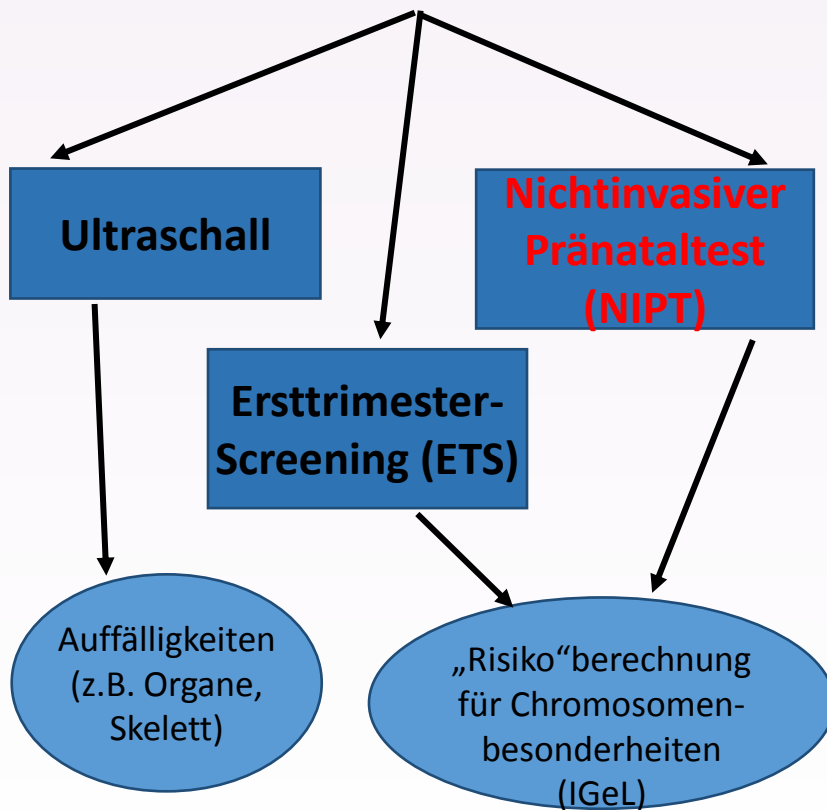 Ultraschall
Nichtinvasiver
Pränataltest
(NIPT)
Ersttrimester-
Screening (ETS)
Auffälligkeiten
(z.B. Organe,
Skelett)
„Risiko“berechnung
für Chromosomen-
besonderheiten
(IGeL)